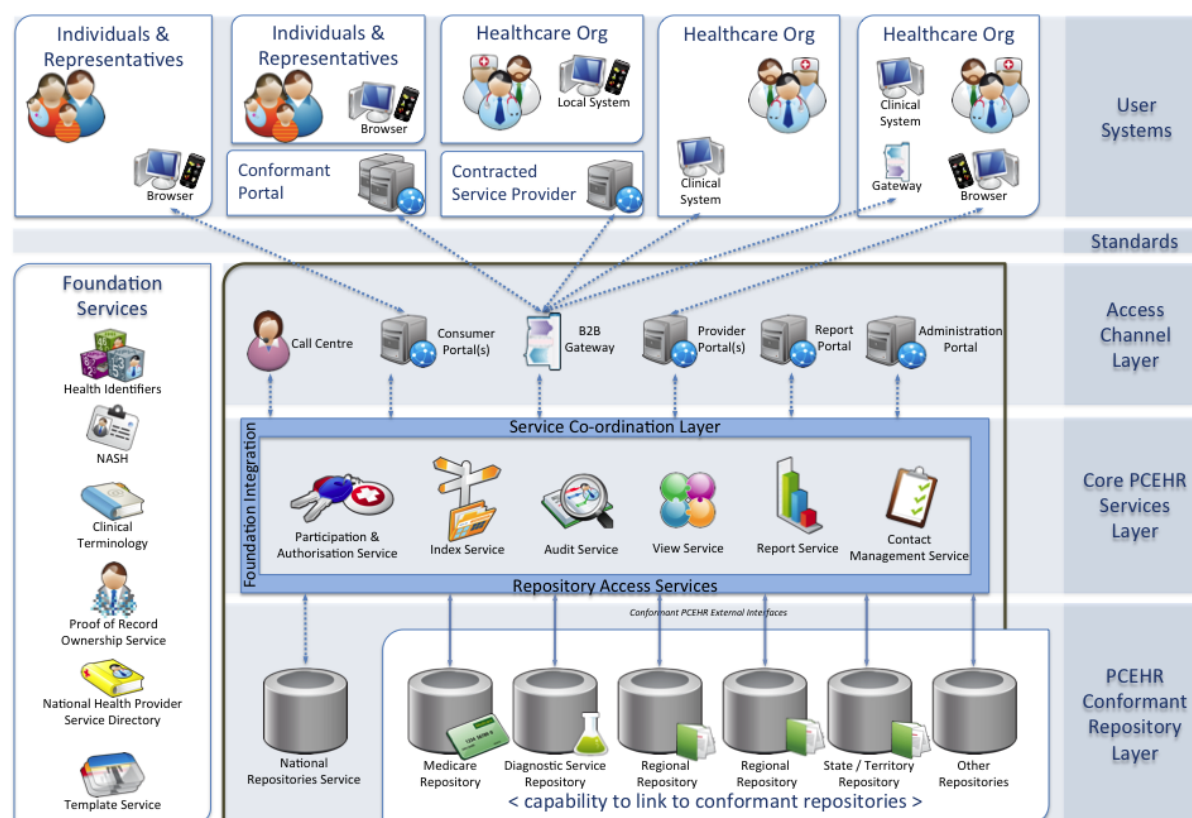 Individuals &
Representatives
Browser
Individuals &
Representatives
Browser
Conformant
Portal
Healthcare Org
Local System
Contracted
Service Provider
Healthcare Org
Clinical
System
Healthcare Org
Clinical
System
Gateway
Browser
User
Systems
Standards
Foundation
Services
Health Identifiers
NASH
Clinical
Terminology
Proof of Record
Ownership Service
National Health Provider
Service Directory
Template Service
Call Centre
Consumer
Portal(s)
B2B
Gateway
Provider
Portal(s)
Report
Portal
Administration
Portal
Access
Channel
Layer
Service Co-ordination Layer
Foundation Integration
Participation &
Authorisation Service
Index Service
Audit Service
View Service
Report Service
Contact
Management Service
Repository Access Services
Core PCEHR
Services
Layer
Conformant PCEHR External Interfaces
National
Repositories Service
Medicare
Repository
Diagnostic Service
Repository
Regional
Repository
Regional
Repository
State / Territory
Repository
Other
Repositories
< capability to link to conformant repositories >
PCEHR
Conformant
Repository
Layer